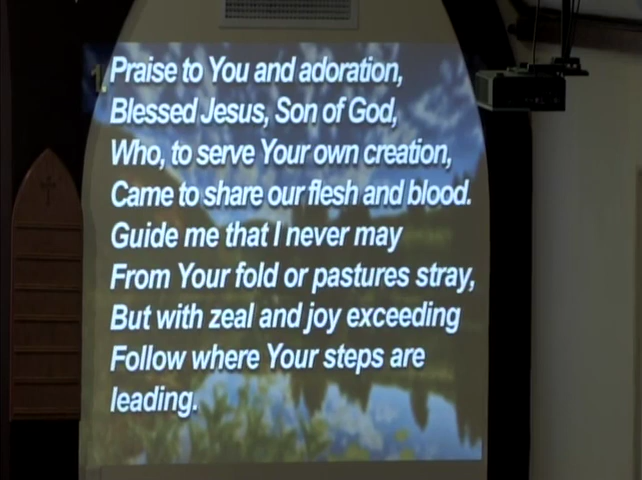 1. Praise to You and adoration,
Blessed Jesus, Son of God,
Who, to serve Your own creation,
Came to share our flesh and blood.
Guide me that I never may
From Your fold or pastures stray,
But with zeal and joy exceeding
Follow where Your steps are
leading.